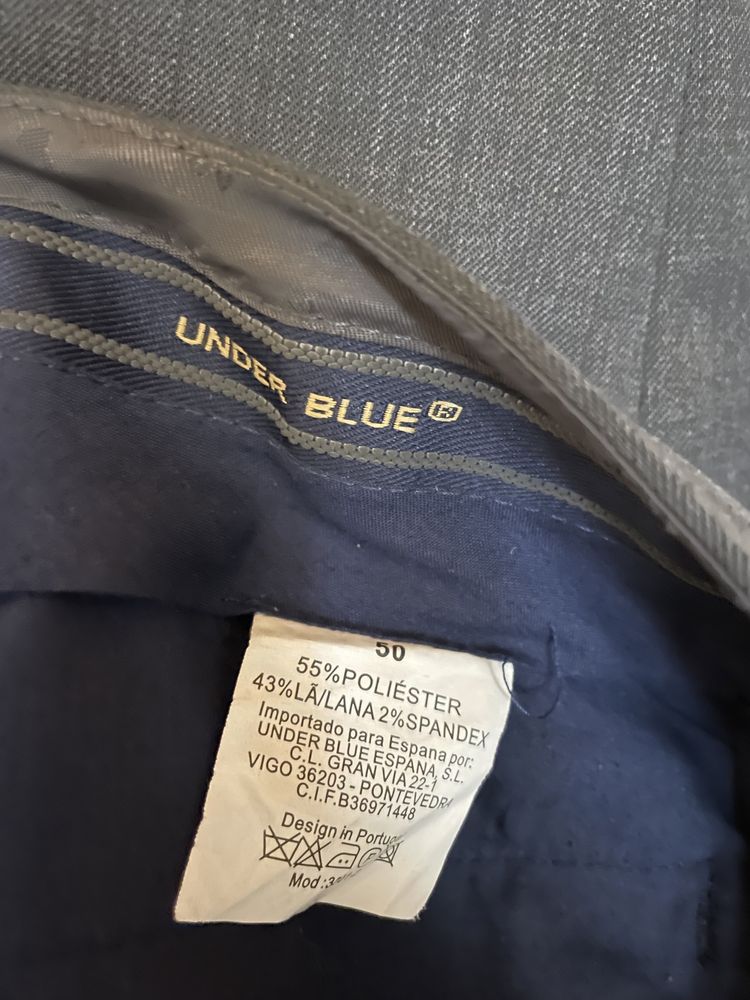 UNDER BLUE
50
55%POLIÉSTER
43%LÃ/LANA 2%SPANDEX
Importado para Espana por:
UNDER BLUE ESPANA, S.L.
C.L. GRAN VIA 22-1
VIGO 36203 - PONTEVEDRA
C.I.F.B36971448
Design in
Mod: